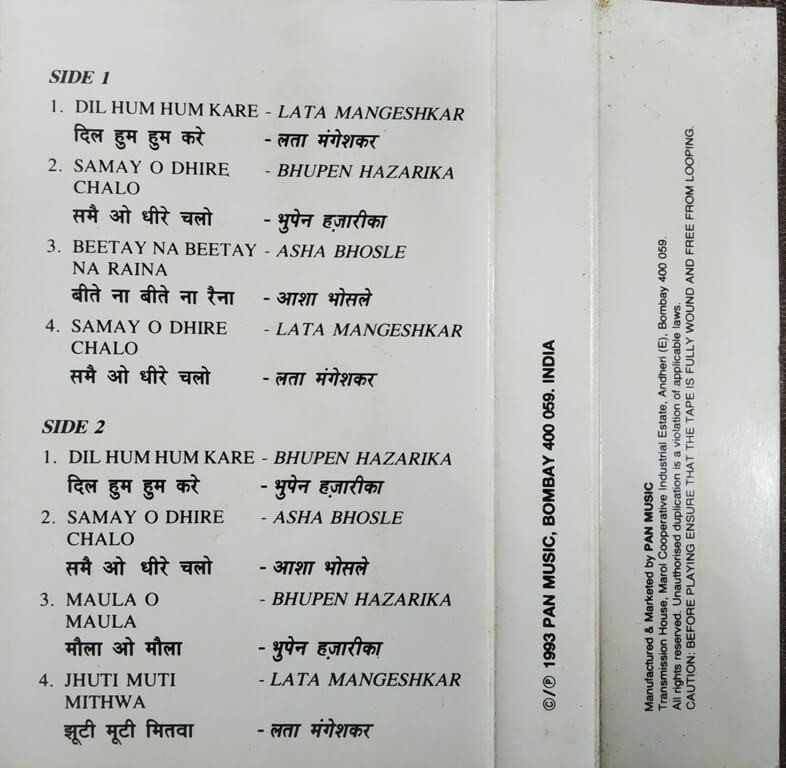 SIDE 1
1. DIL HUM HUM KARE - LATA MANGESHKAR
दिल हुम हुम करे - लता मंगेशकर
2. SAMAY O DHIRE - BHUPEN HAZARIKA
CHALO
समै ओ धीरे चलो - भुपेन हज़ारीका
3. BEETAY NA BEETAY - ASHA BHOSLE
NA RAINA
बीते ना बीते ना रैना - आशा भोसले
4. SAMAY O DHIRE - LATA MANGESHKAR
CHALO
समै ओ धीरे चलो - लता मंगेशकर
SIDE 2
1. DIL HUM HUM KARE - BHUPEN HAZARIKA
दिल हुम हुम करे - भुपेन हज़ारीका
2. SAMAY O DHIRE - ASHA BHOSLE
CHALO
समै ओ धीरे चलो - आशा भोसले
3. MAULA O - BHUPEN HAZARIKA
MAULA
मौला ओ मौला - भुपेन हज़ारीका
4. JHUTI MUTI - LATA MANGESHKAR
MITHWA
झूटी मूटी मितवा - लता मंगेशकर
©/℗ 1993 PAN MUSIC, BOMBAY 400 059. INDIA
Manufactured & Marketed by PAN MUSIC
Transmission House, Marol Cooperative Industrial Estate, Andheri (E), Bombay 400 059.
All rights reserved. Unauthorised duplication is a violation of applicable laws.
CAUTION: BEFORE PLAYING ENSURE THAT THE TAPE IS FULLY WOUND AND FREE FROM LOOPING.